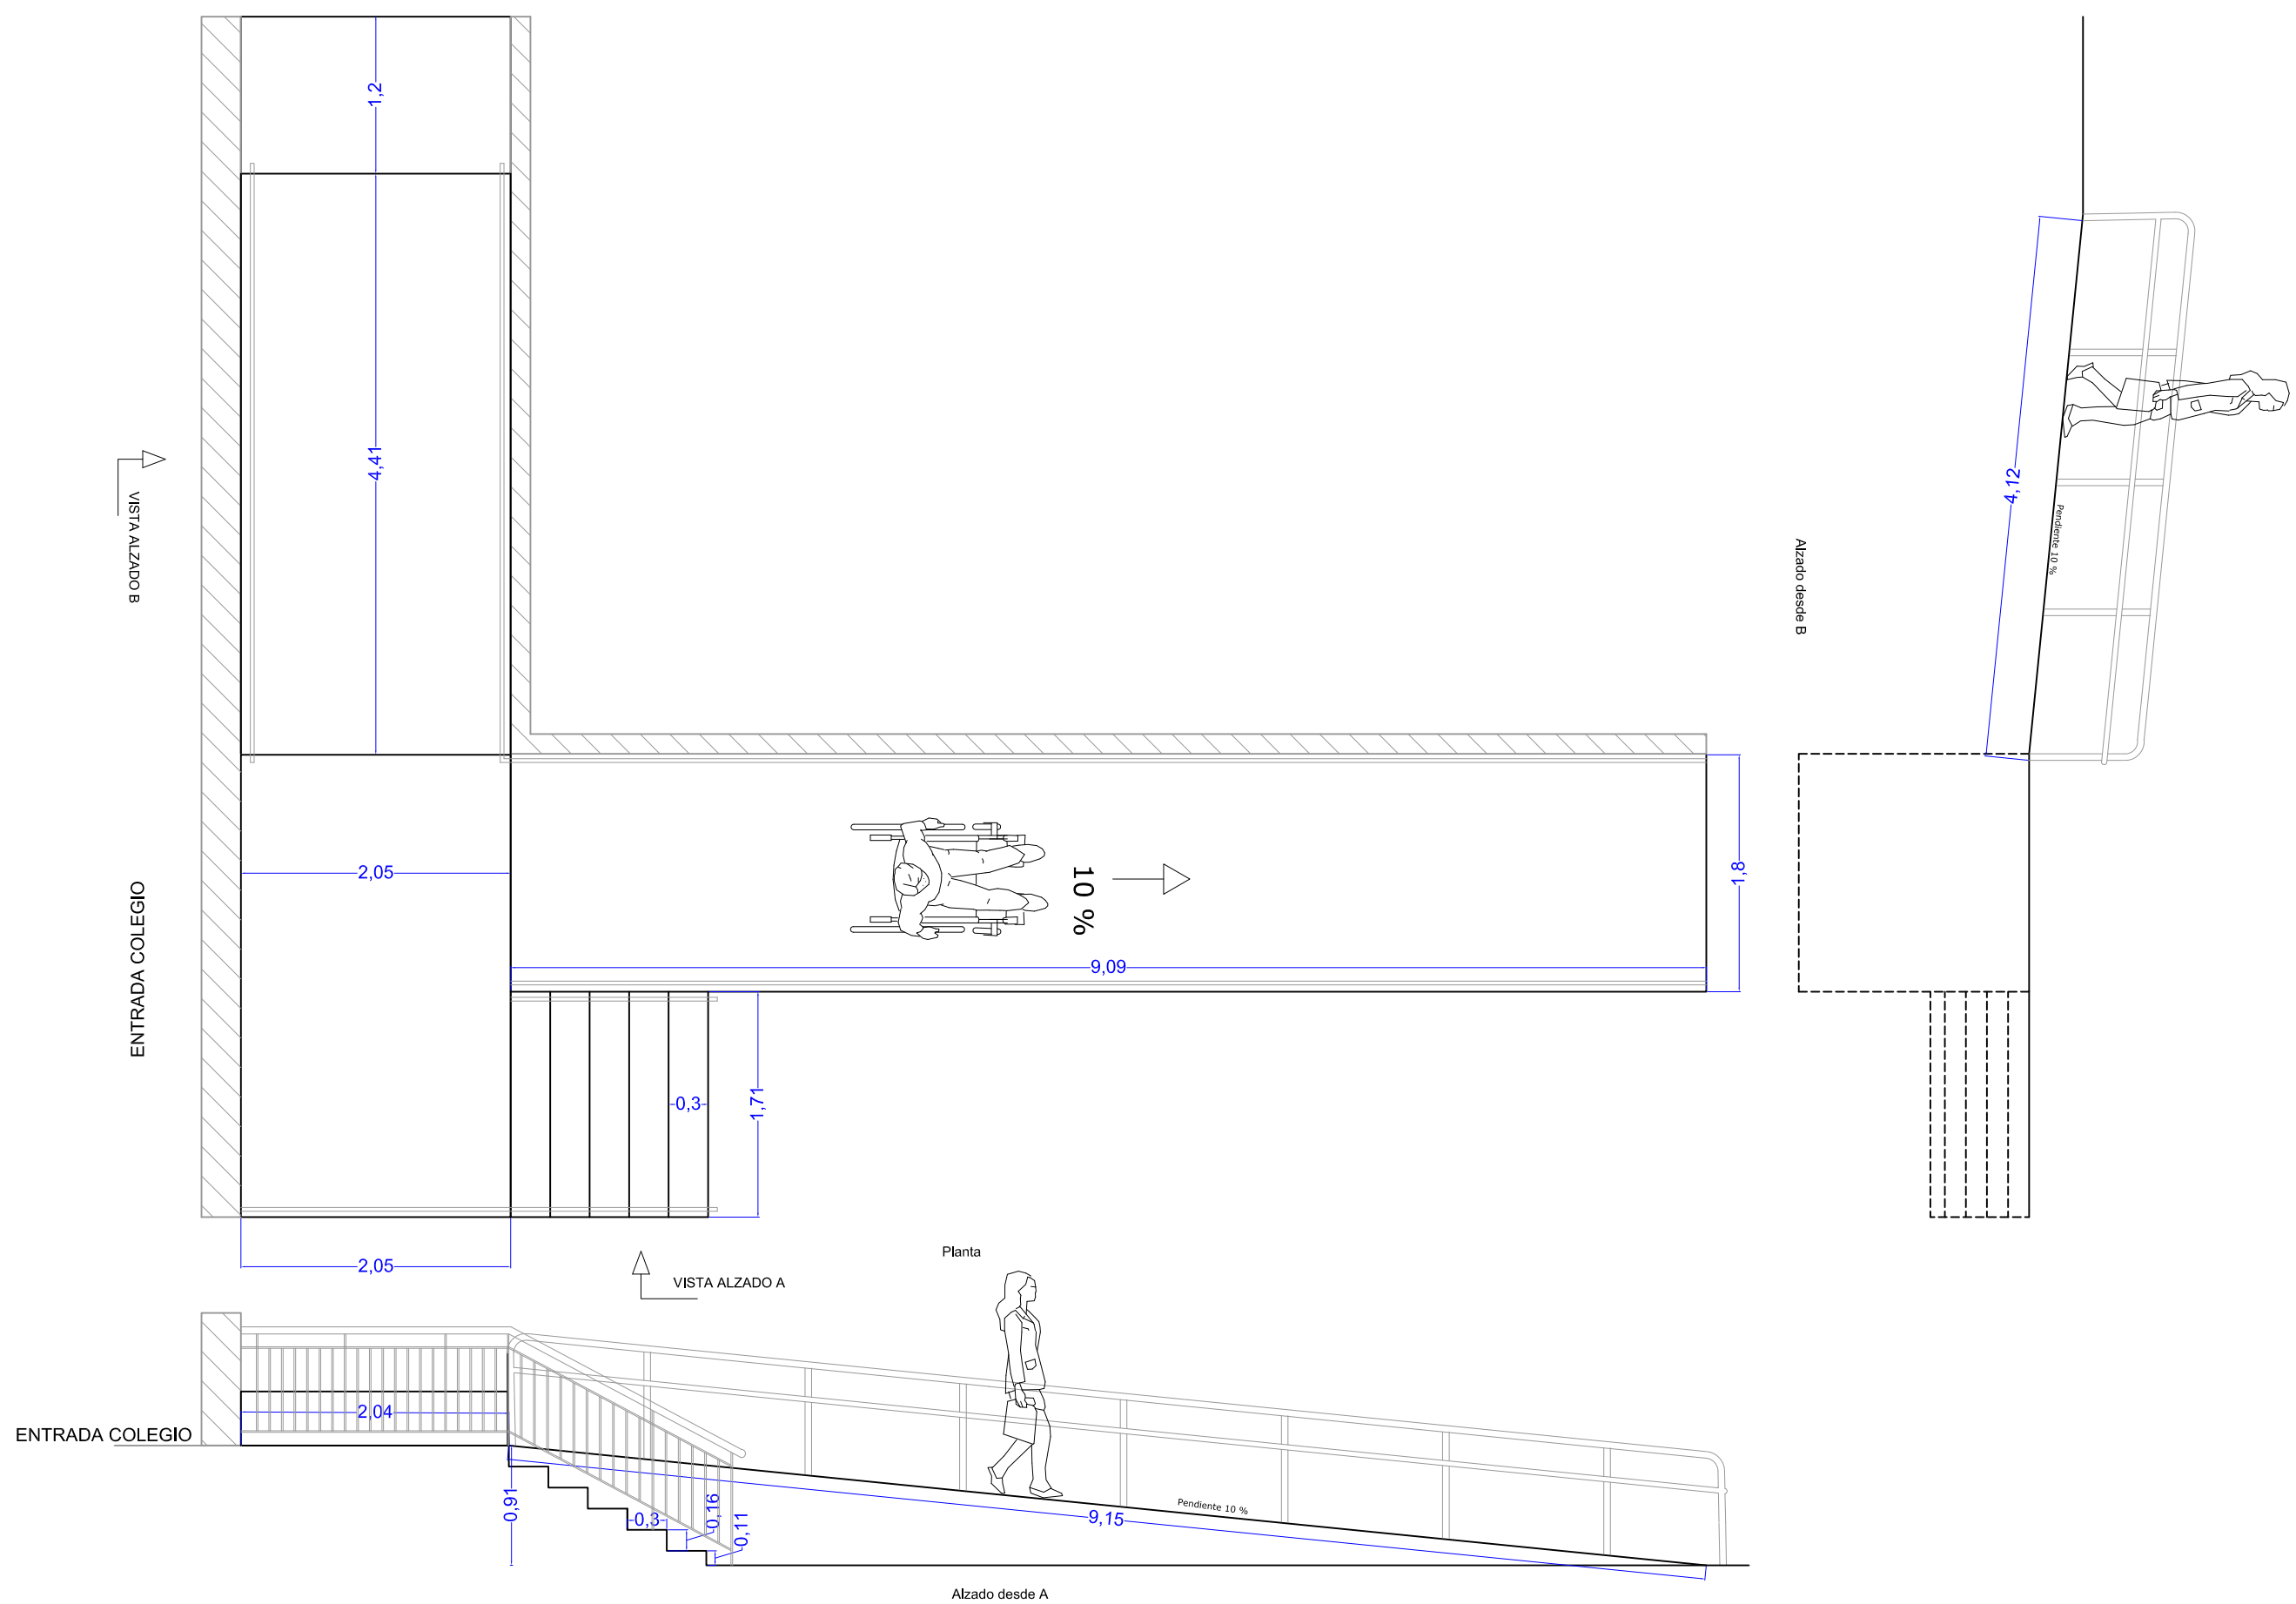 1,2
4,41
VISTA ALZADO B
4,12
Pendiente 10 %
Alzado desde B
2,05
ENTRADA COLEGIO
10 %
1,8
9,09
0,3
1,71
2,05
VISTA ALZADO A
Planta
2,04
ENTRADA COLEGIO
0,91
0,3
0,16
0,11
Pendiente 10 %
9,15
Alzado desde A